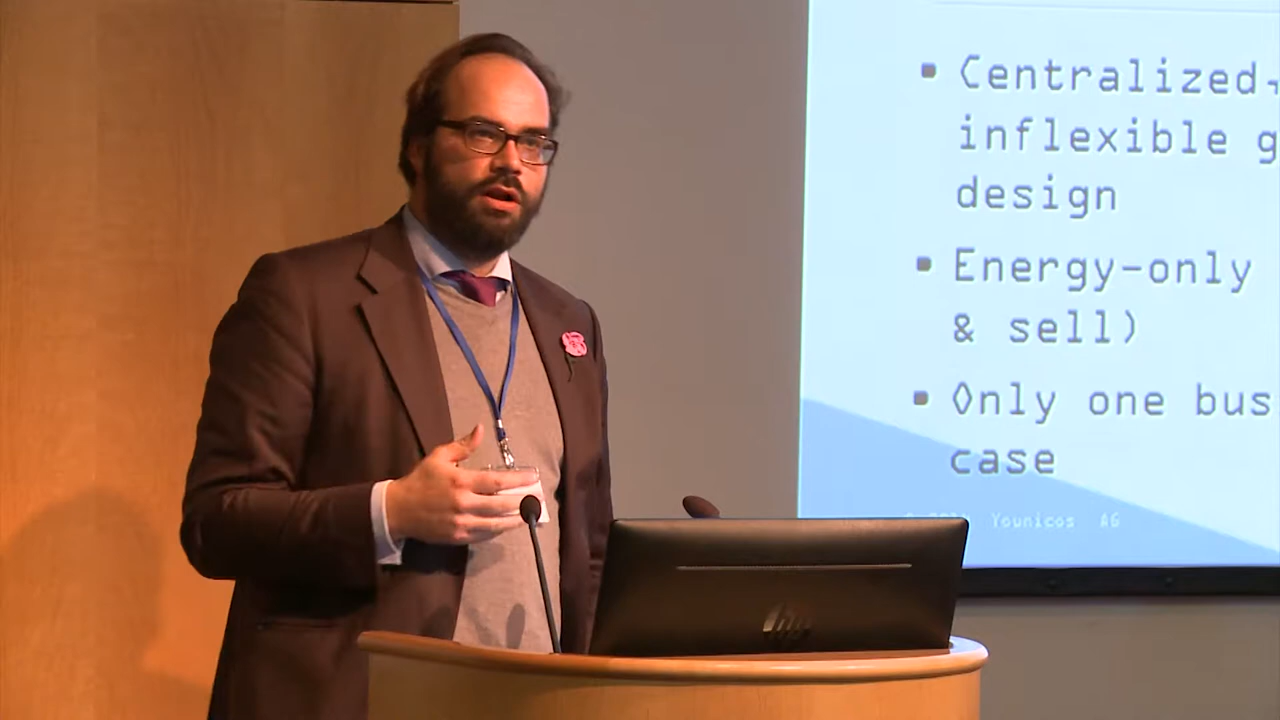 Centralized-
inflexible g
design
Energy-only
& sell)
Only one bus
case
Younicos AG
hp